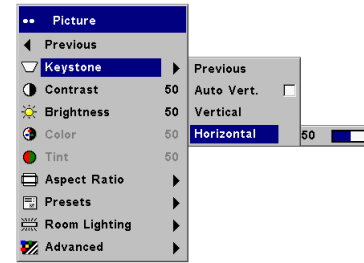 Picture
Previous
Keystone
Contrast 50
Brightness 50
Color 50
Tint 50
Aspect Ratio
Presets
Room Lighting
Advanced
Previous
Auto Vert.
Vertical
Horizontal
50